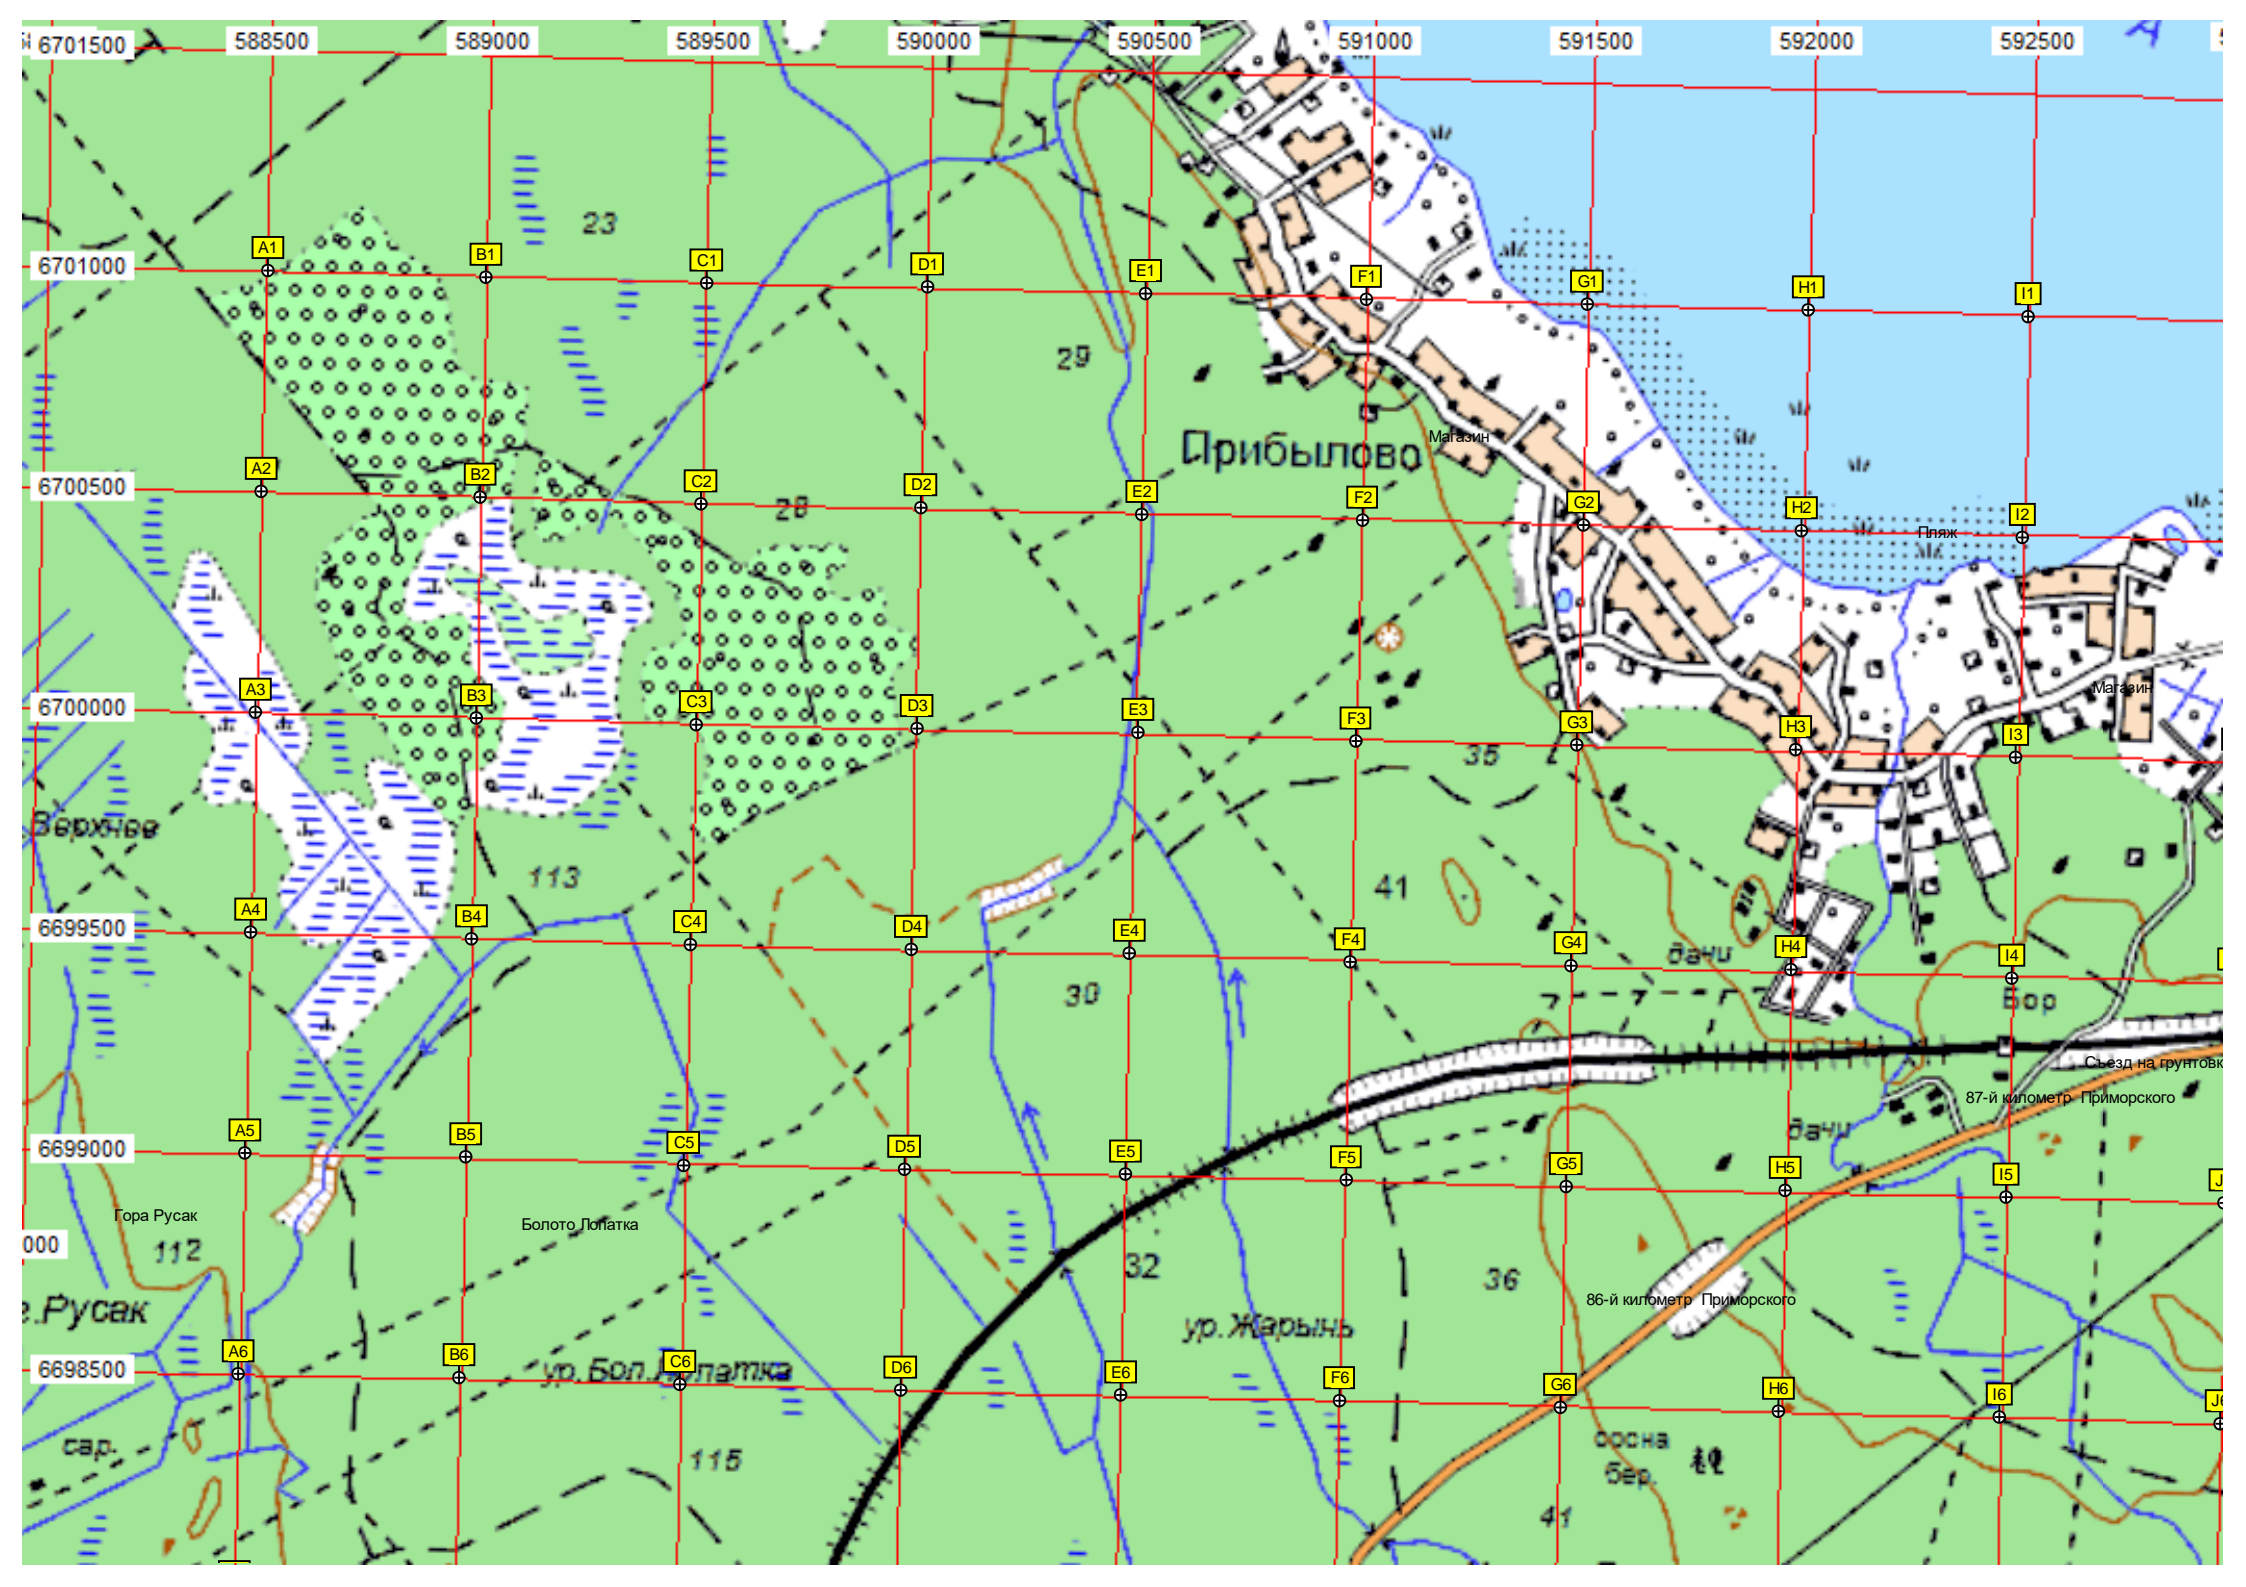 6701500 588500 589000 589500 590000 590500 591000 591500 592000 592500
23
A1 B1 C1 D1 E1 F1 G1 H1 I1
6701000
29
Прибылово
Магазин
A2 B2 C2 D2 E2 F2 G2 H2 I2
6700500
28
Пляж
A3 B3 C3 D3 E3 F3 G3 H3 I3
6700000
Магазин
35
Верхнее
113
41
A4 B4 C4 D4 E4 F4 G4 H4 I4
6699500
дачи
30
Бор
Съезд на грунтовк
87-й километр Приморского
дачи
A5 B5 C5 D5 E5 F5 G5 H5 I5 J
6699000
Гора Русак
Болото Лопатка
112
000
32
36
86-й километр Приморского
е.Русак
ур.Жарынь
A6 B6 C6 D6 E6 F6 G6 H6 I6 J6
6698500
ур.Бол.Лопатка
сар.
сосна
бер.
115
41